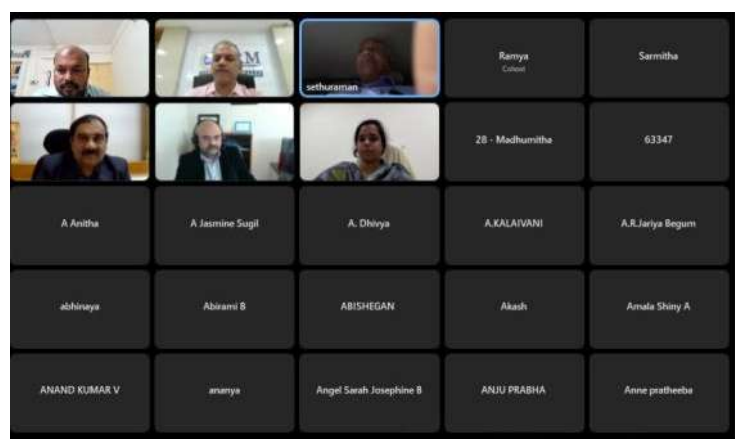 sethuraman
Ramya
Cohost
Sarmitha
28 - Madhumitha
63347
A Anitha
A Jasmine Sugil
A. Dhivya
A.KALAIVANI
A.R.Jariya Begum
abhinaya
Abirami B
ABISHEGAN
Akash
Amala Shiny A
ANAND KUMAR V
ananya
Angel Sarah Josephine B
ANJU PRABHA
Anne pratheeba